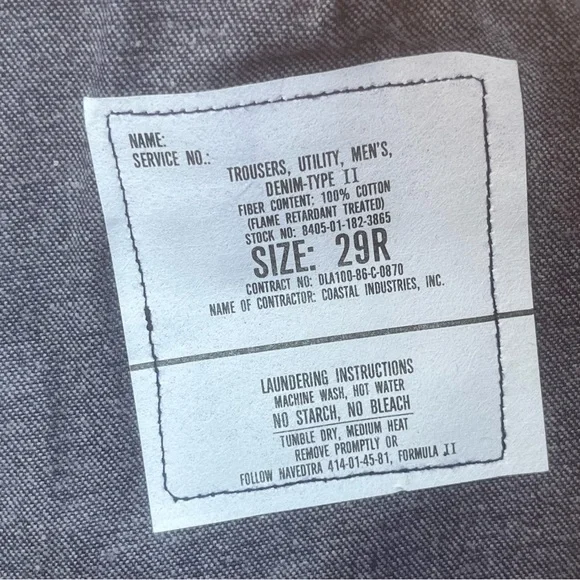 NAME:
SERVICE NO.:
TROUSERS, UTILITY, MEN'S,
DENIM-TYPE II
FIBER CONTENT: 100% COTTON
(FLAME RETARDANT TREATED)
STOCK NO: 8405-01-182-3865
SIZE: 29R
CONTRACT NO: DLA100-86-C-0870
NAME OF CONTRACTOR: COASTAL INDUSTRIES, INC.
LAUNDERING INSTRUCTIONS
MACHINE WASH, HOT WATER
NO STARCH, NO BLEACH
TUMBLE DRY, MEDIUM HEAT
REMOVE PROMPTLY OR
FOLLOW NAVEDTRA 414-01-45-81, FORMULA II